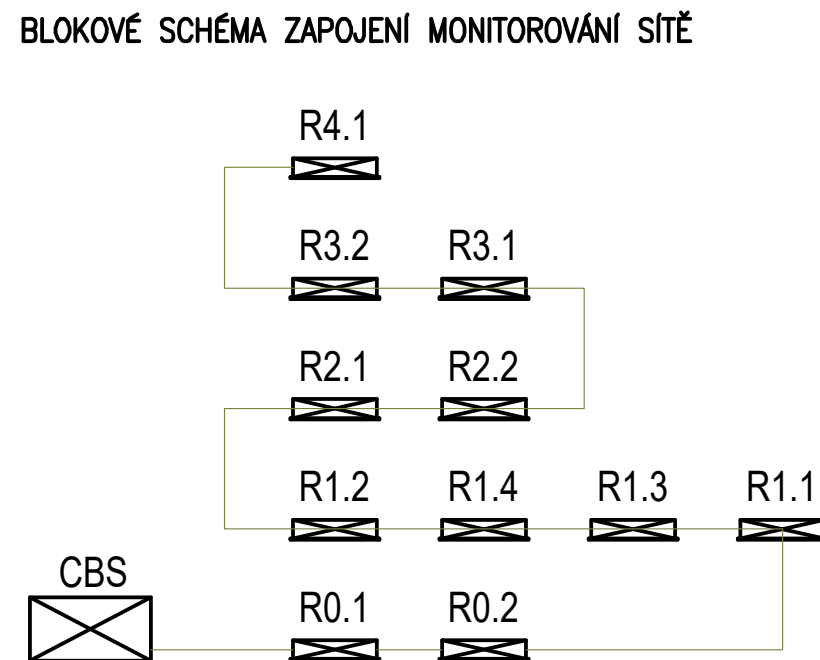 BLOKOVÉ SCHÉMA ZAPOJENÍ MONITOROVÁNÍ SÍTĚ
R4.1
R3.2 R3.1
R2.1 R2.2
R1.2 R1.4 R1.3 R1.1
CBS
R0.1 R0.2